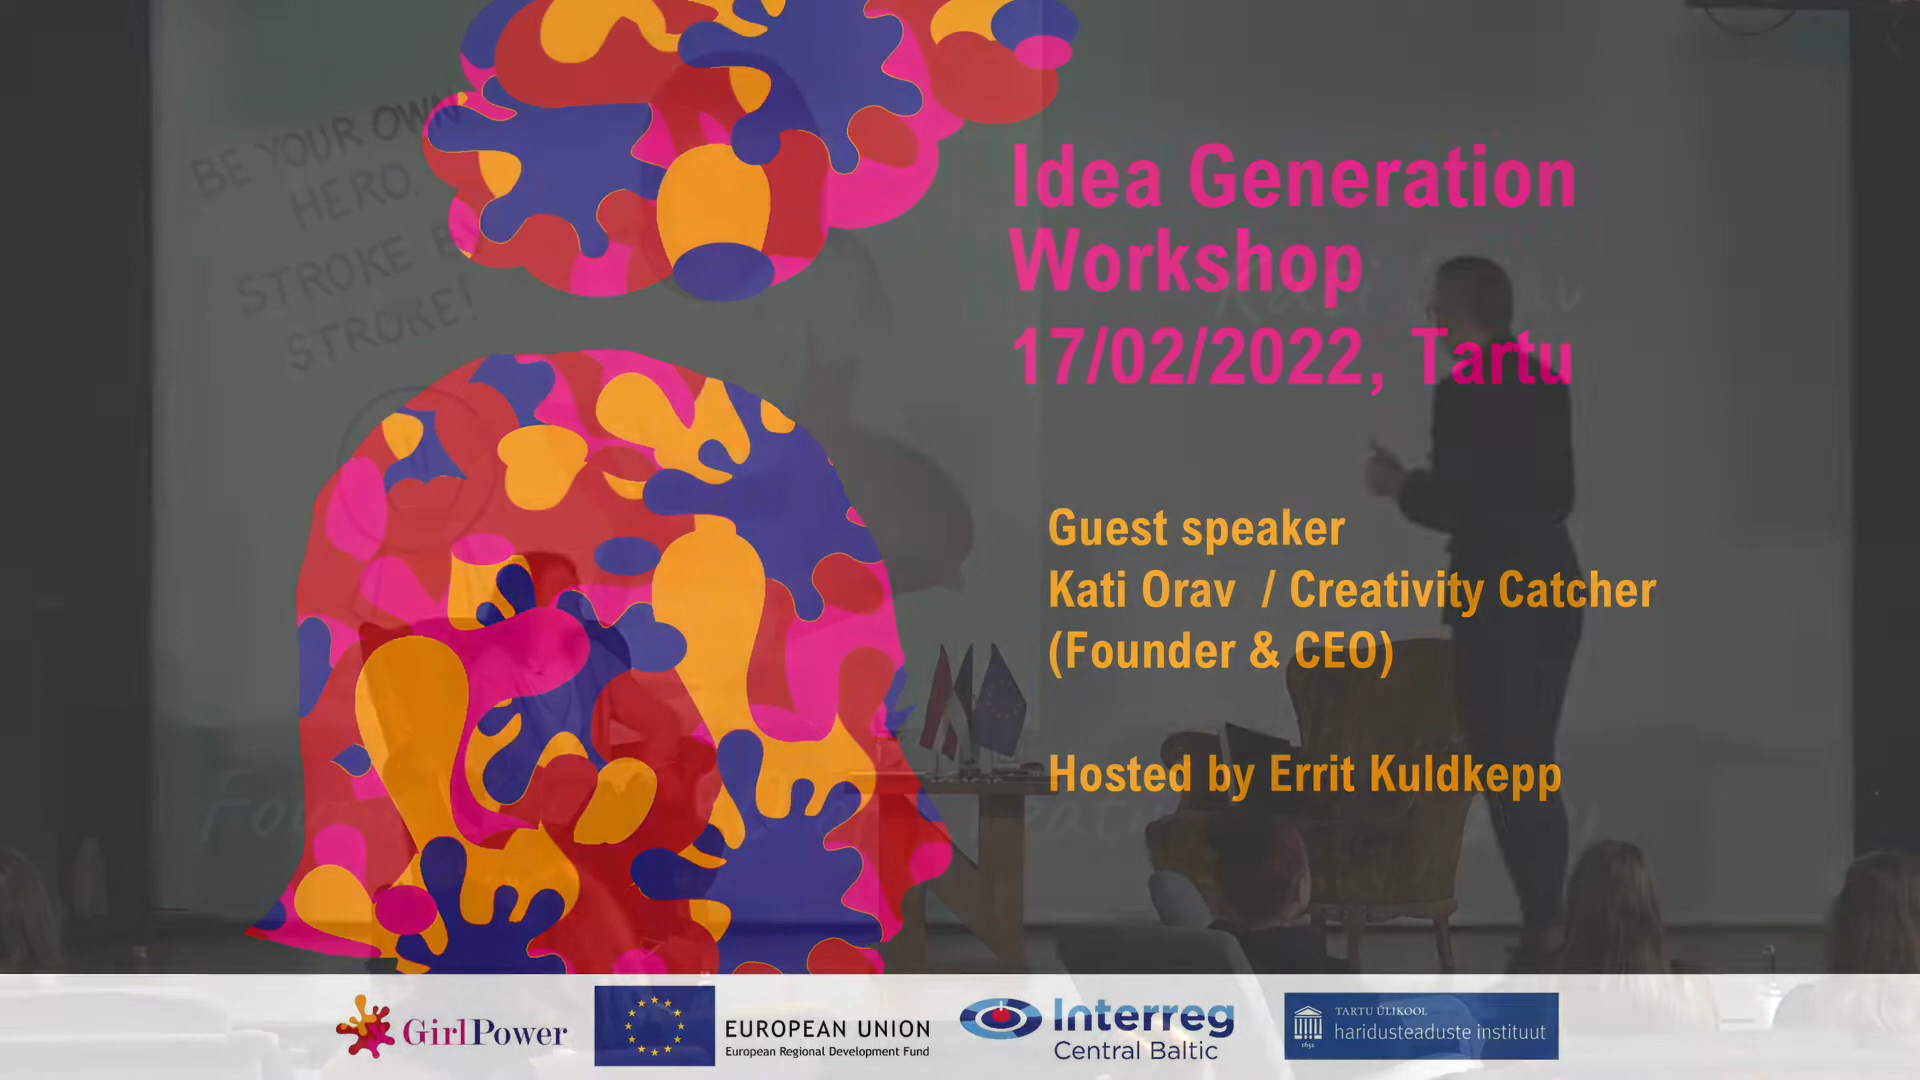 BE YOUR OWN
HERO.
STROKE BY
STROKE!
Idea Generation
Workshop
17/02/2022, Tartu
Guest speaker
Kati Orav / Creativity Catcher
(Founder & CEO)
Hosted by Errit Kuldkepp
GirlPower
EUROPEAN UNION
European Regional Development Fund
Interreg
Central Baltic
TARTU ÜLIKOOL
haridusteaduste instituut
1632